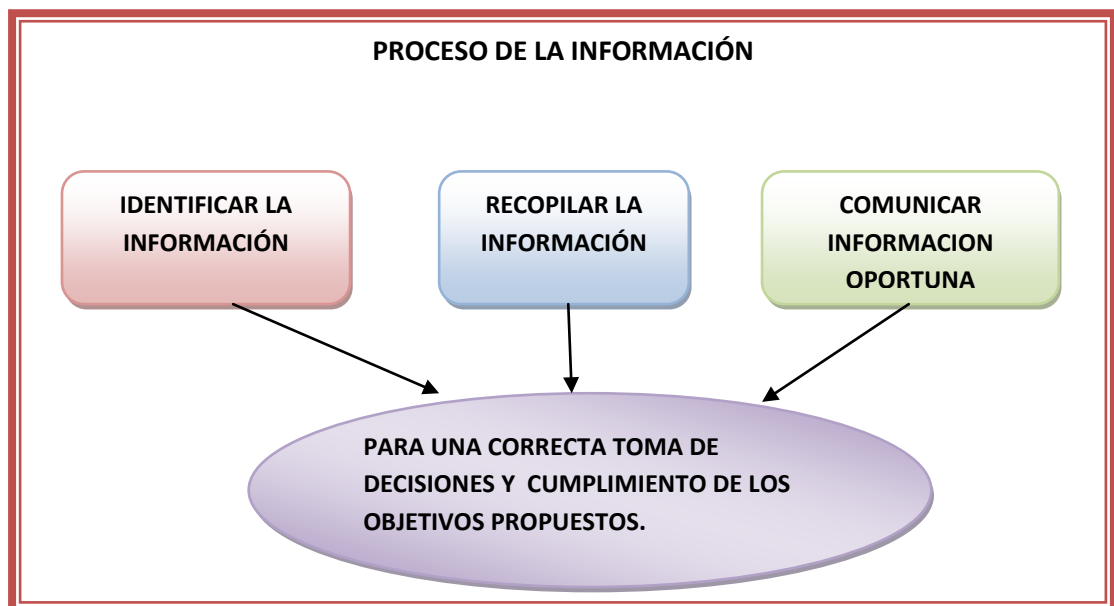 PROCESO DE LA INFORMACIÓN
IDENTIFICAR LA
INFORMACIÓN
RECOPILAR LA
INFORMACIÓN
COMUNICAR
INFORMACION
OPORTUNA
PARA UNA CORRECTA TOMA DE
DECISIONES Y CUMPLIMIENTO DE LOS
OBJETIVOS PROPUESTOS.